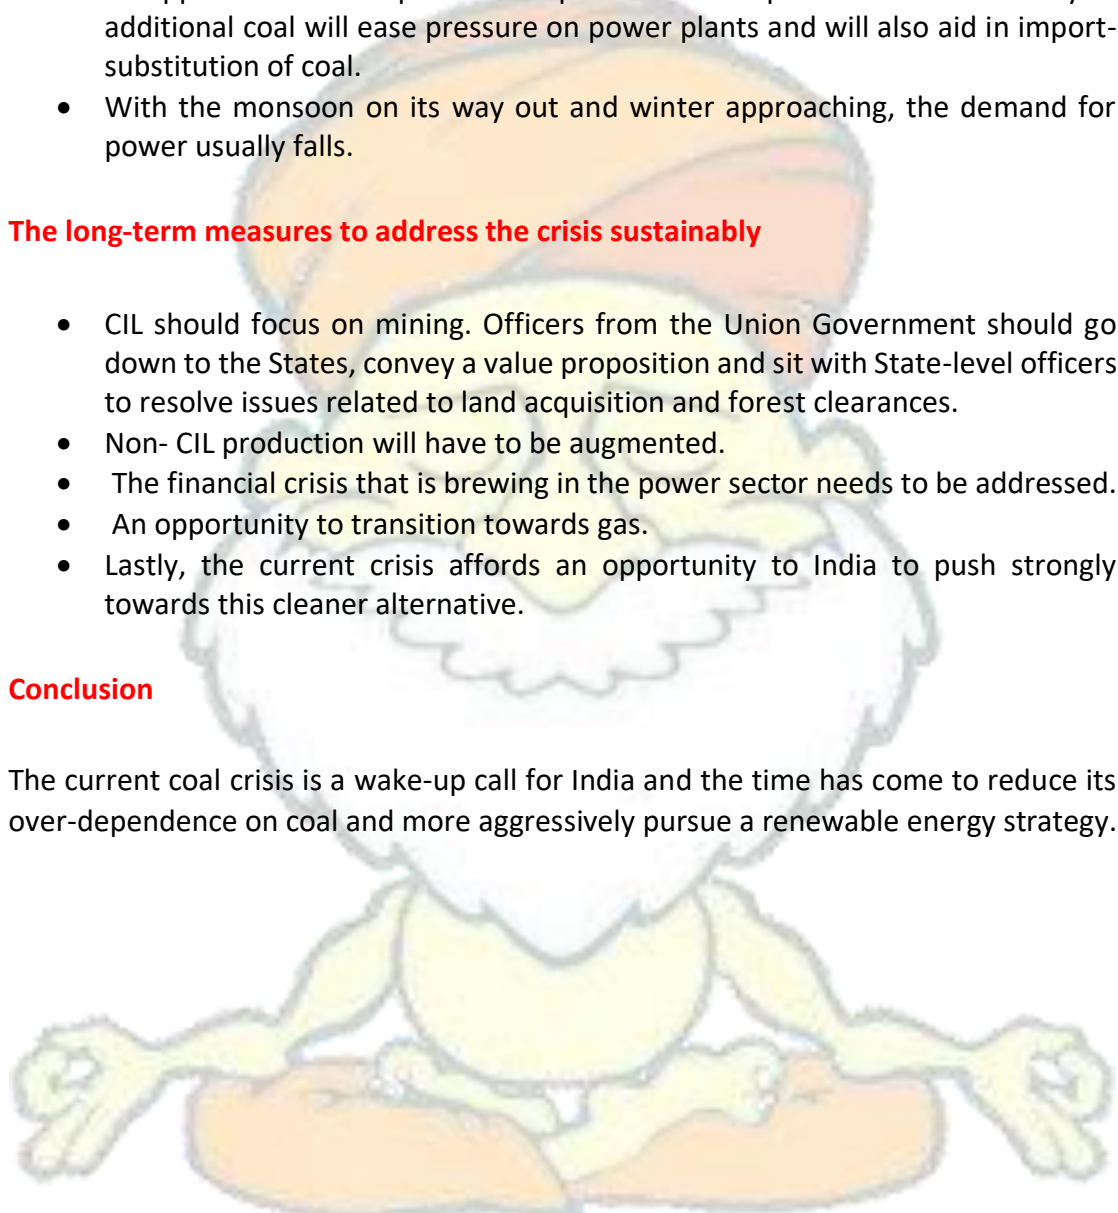 additional coal will ease pressure on power plants and will also aid in import-
substitution of coal.
• With the monsoon on its way out and winter approaching, the demand for
power usually falls.
The long-term measures to address the crisis sustainably
• CIL should focus on mining. Officers from the Union Government should go
down to the States, convey a value proposition and sit with State-level officers
to resolve issues related to land acquisition and forest clearances.
• Non- CIL production will have to be augmented.
• The financial crisis that is brewing in the power sector needs to be addressed.
• An opportunity to transition towards gas.
• Lastly, the current crisis affords an opportunity to India to push strongly
towards this cleaner alternative.
Conclusion
The current coal crisis is a wake-up call for India and the time has come to reduce its
over-dependence on coal and more aggressively pursue a renewable energy strategy.